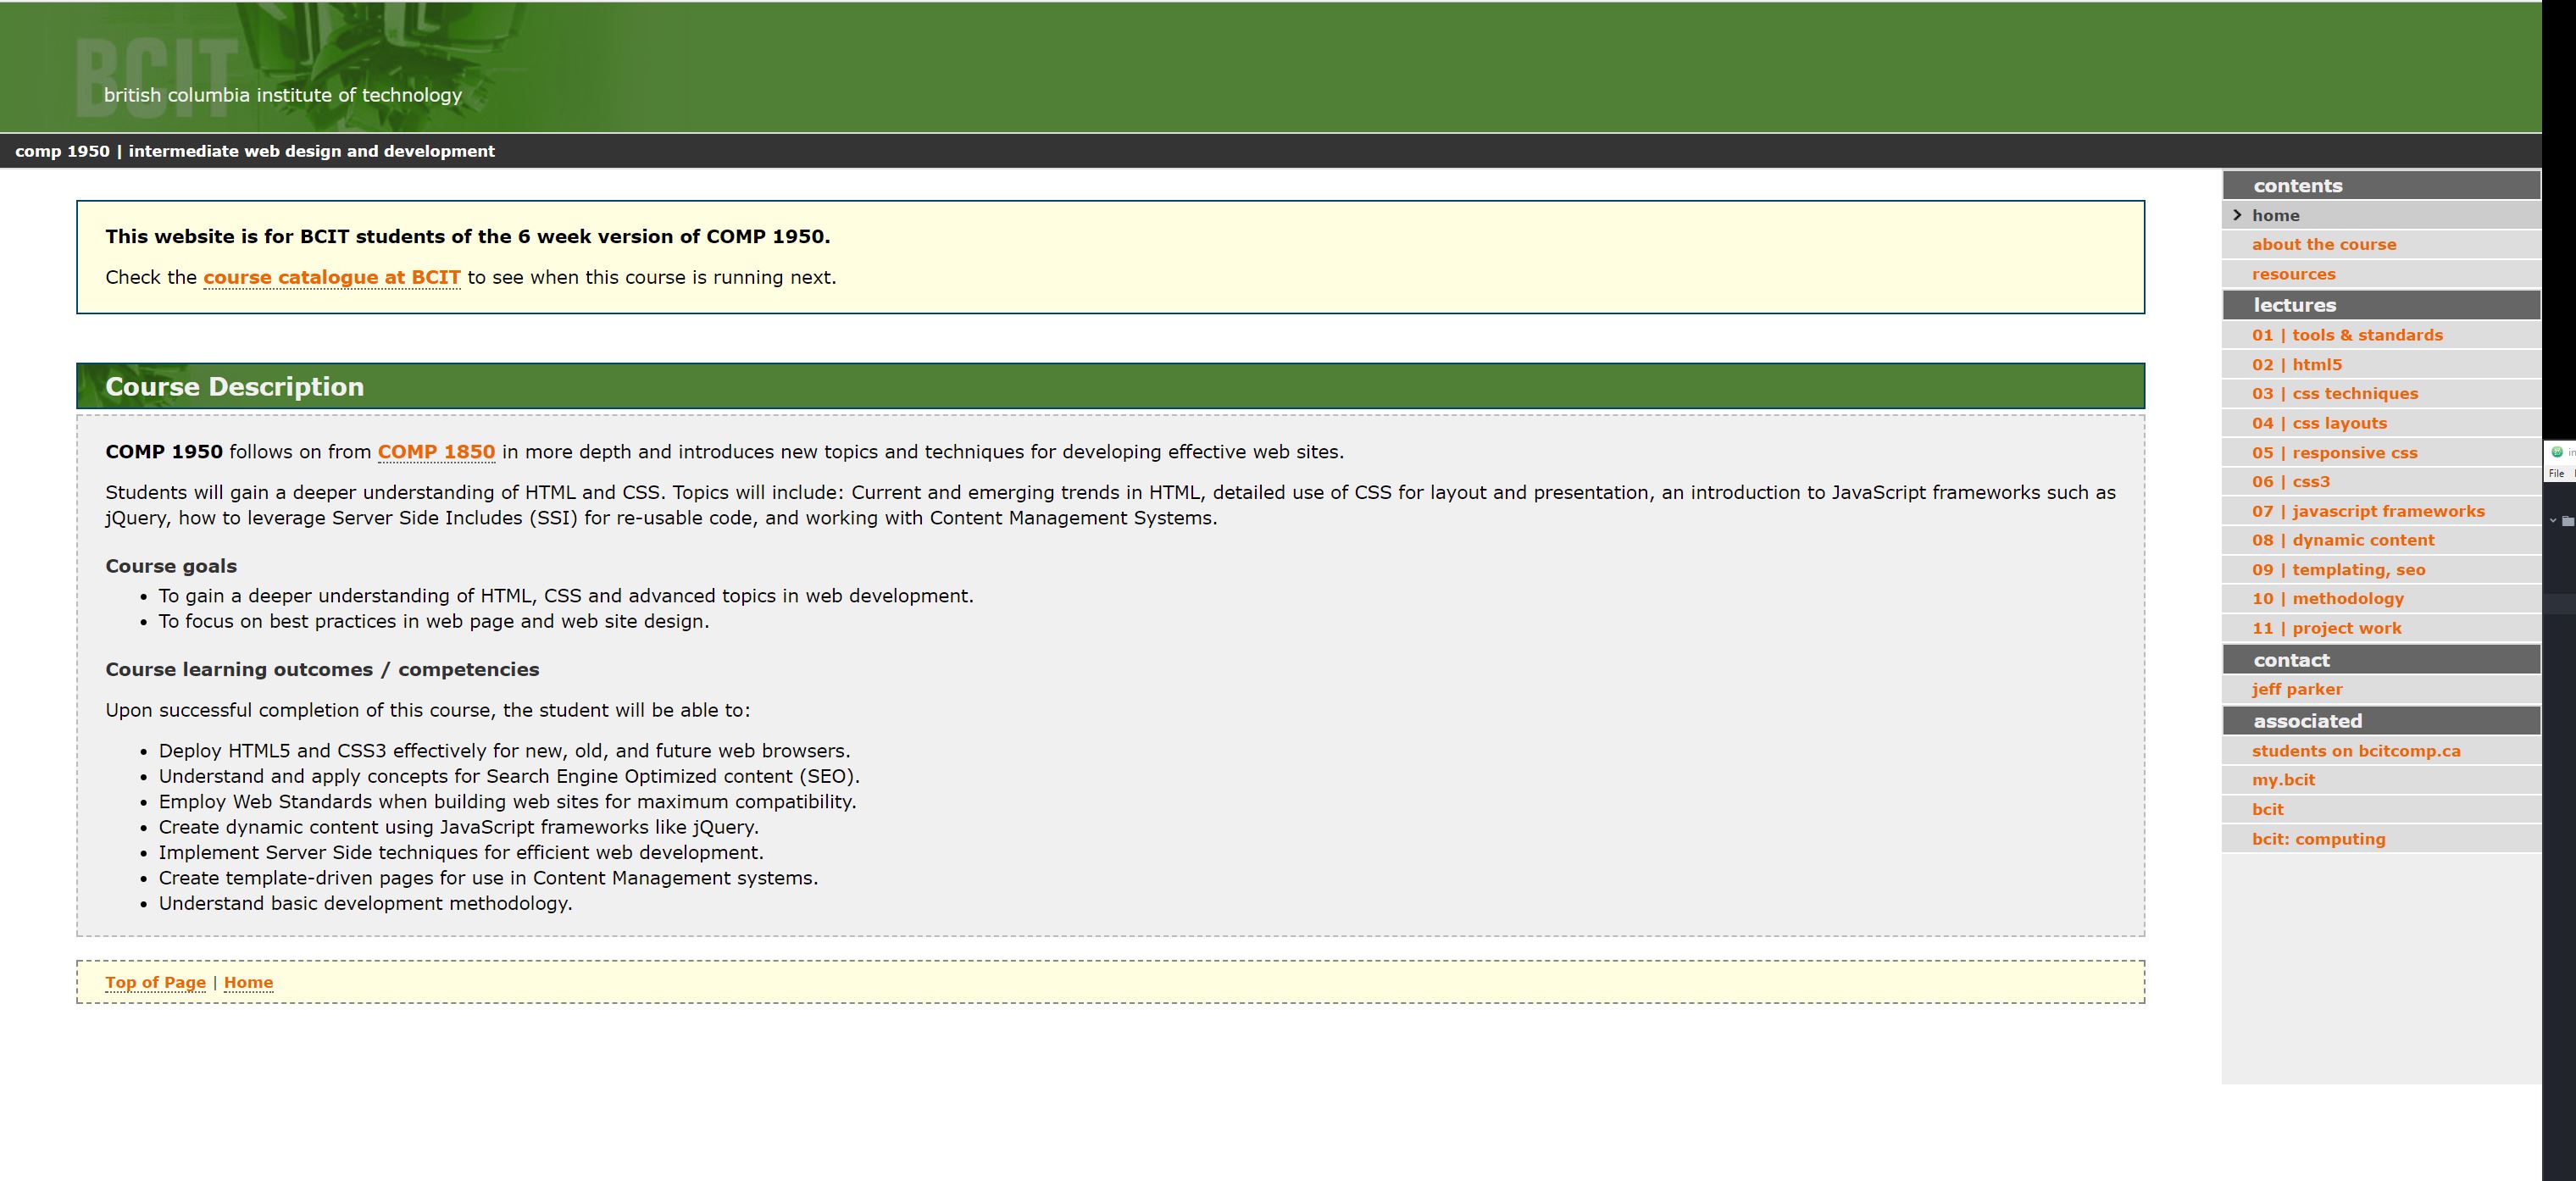 BCIT
british columbia institute of technology
comp 1950 | intermediate web design and development
This website is for BCIT students of the 6 week version of COMP 1950.
Check the course catalogue at BCIT to see when this course is running next.
Course Description
COMP 1950 follows on from COMP 1850 in more depth and introduces new topics and techniques for developing effective web sites.
Students will gain a deeper understanding of HTML and CSS. Topics will include: Current and emerging trends in HTML, detailed use of CSS for layout and presentation, an introduction to JavaScript frameworks such as
jQuery, how to leverage Server Side Includes (SSI) for re-usable code, and working with Content Management Systems.
Course goals
• To gain a deeper understanding of HTML, CSS and advanced topics in web development.
• To focus on best practices in web page and web site design.
Course learning outcomes / competencies
Upon successful completion of this course, the student will be able to:
• Deploy HTML5 and CSS3 effectively for new, old, and future web browsers.
• Understand and apply concepts for Search Engine Optimized content (SEO).
• Employ Web Standards when building web sites for maximum compatibility.
• Create dynamic content using JavaScript frameworks like jQuery.
• Implement Server Side techniques for efficient web development.
• Create template-driven pages for use in Content Management systems.
• Understand basic development methodology.
Top of Page | Home
contents
home
about the course
resources
lectures
01 | tools & standards
02 | html5
03 | css techniques
04 | css layouts
05 | responsive css
06 | css3
07 | javascript frameworks
08 | dynamic content
09 | templating, seo
10 | methodology
11 | project work
contact
jeff parker
associated
students on bcitcomp.ca
my.bcit
bcit
bcit: computing
File